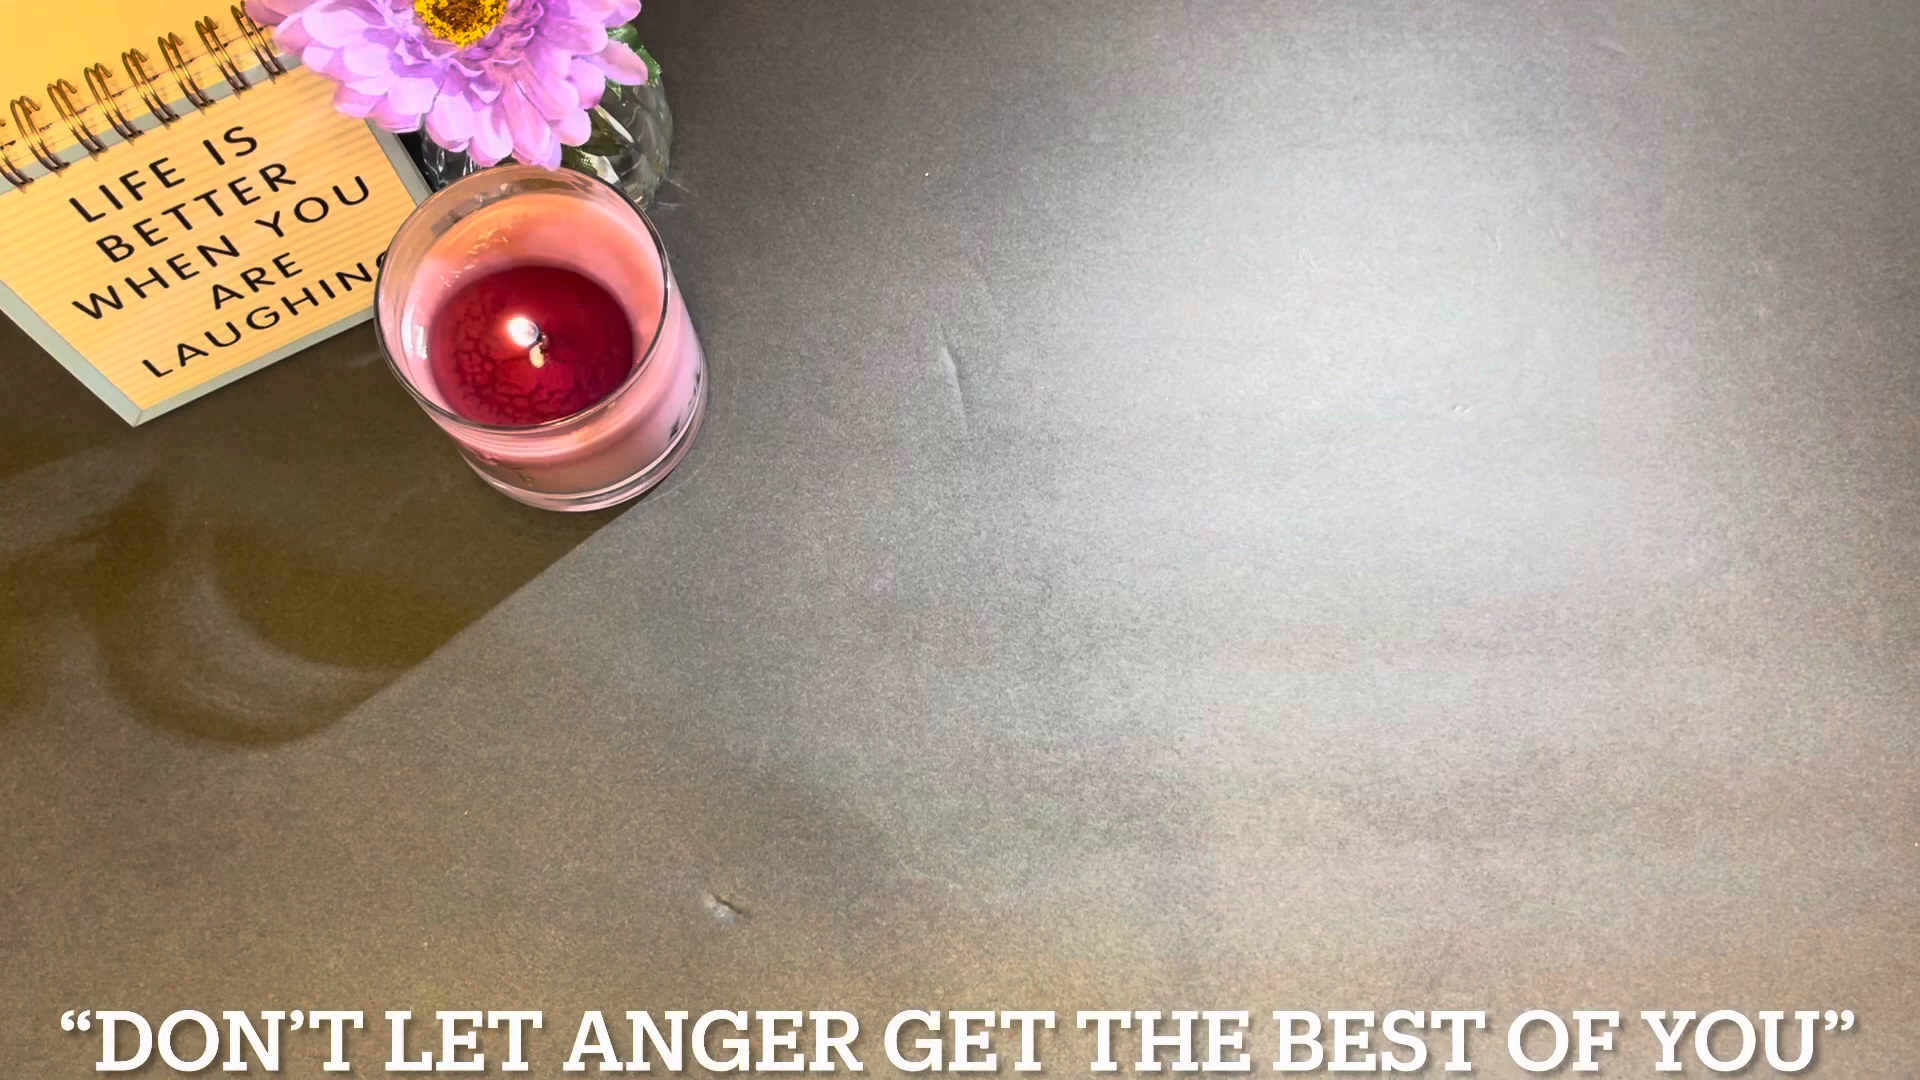 LIFE IS
BETTER
WHEN YOU
ARE
LAUGHING
“DON’T LET ANGER GET THE BEST OF YOU”